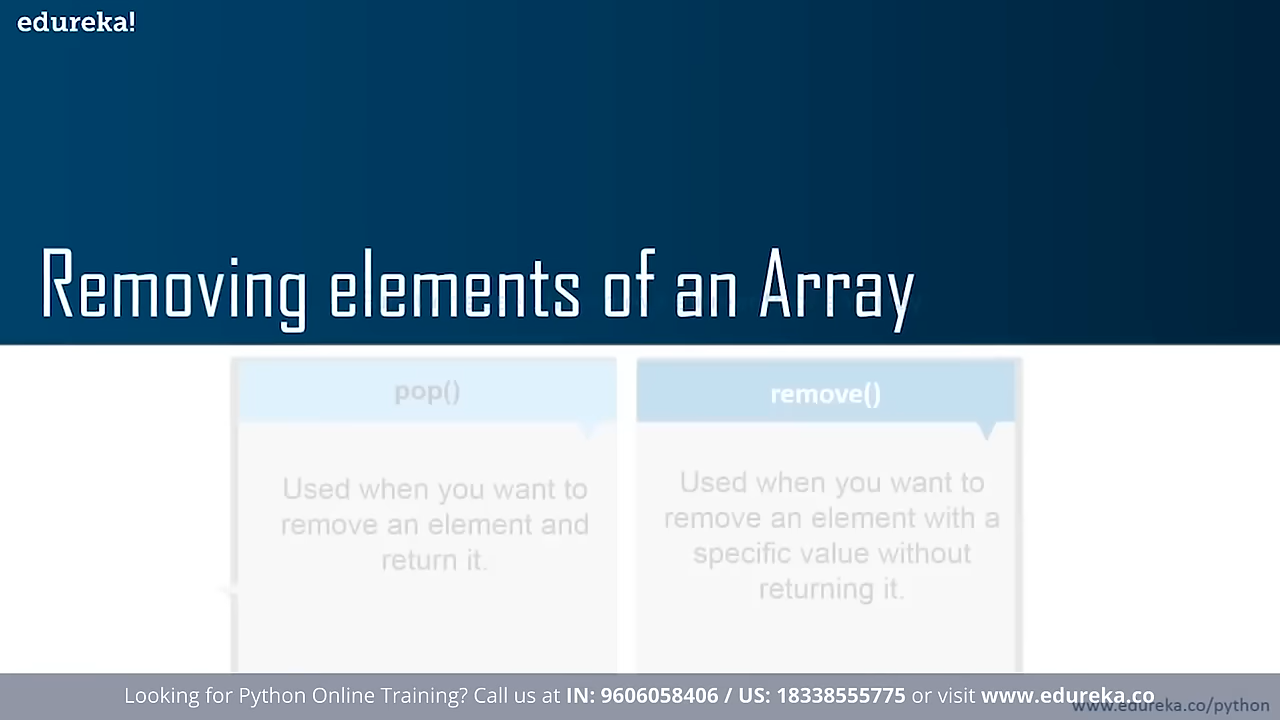 edureka!
Removing elements of an Array
pop()
remove()
Used when you want to
remove an element and
return it.
Used when you want to
remove an element with a
specific value without
returning it.
Looking for Python Online Training? Call us at IN: 9606058406 / US: 18338555775 or visit www.edureka.co
www.edureka.co/python